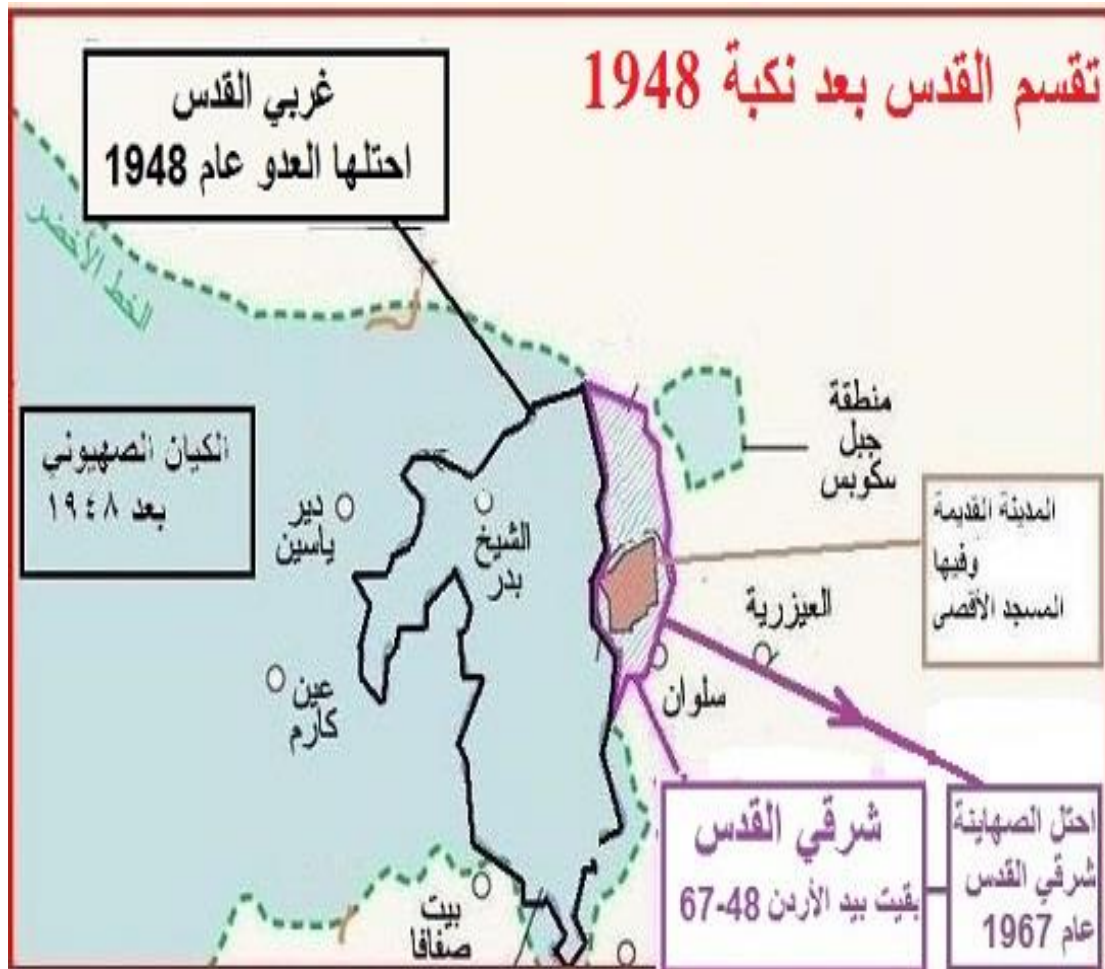 تقسم القدس بعد نكبة 1948
غربي القدس
احتلها العدو عام 1948
الخط الأخضر
الكيان الصهيوني
بعد ١٩٤٨
دير
ياسين
الشيخ
بدر
منطقة
جبل
سكوبس
المدينة القديمة
وفيها
المسجد الأقصى
العيزرية
سلوان
عين
كارم
بيت
صفافا
شرقي القدس
بقيت بيد الأردن 48-67
احتل الصهاينة
شرقي القدس
عام 1967